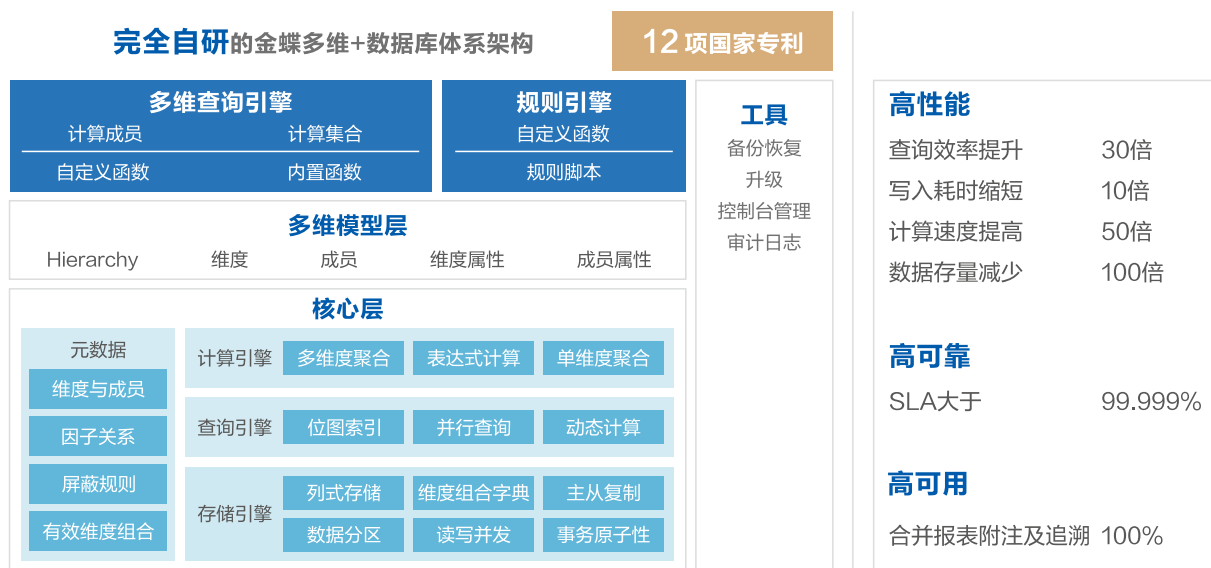 完全自研的金蝶多维+数据库体系架构
12 项国家专利
多维查询引擎
计算成员 计算集合
自定义函数 内置函数
规则引擎
自定义函数
规则脚本
多维模型层
Hierarchy 维度 成员 维度属性 成员属性
核心层
元数据
维度与成员
因子关系
屏蔽规则
有效维度组合
计算引擎 多维度聚合 表达式计算 单维度聚合
查询引擎 位图索引 并行查询 动态计算
存储引擎
列式存储 维度组合字典 主从复制
数据分区 读写并发 事务原子性
工具
备份恢复
升级
控制台管理
审计日志
高性能
查询效率提升 30倍
写入耗时缩短 10倍
计算速度提高 50倍
数据存量减少 100倍
高可靠
SLA大于 99.999%
高可用
合并报表附注及追溯 100%